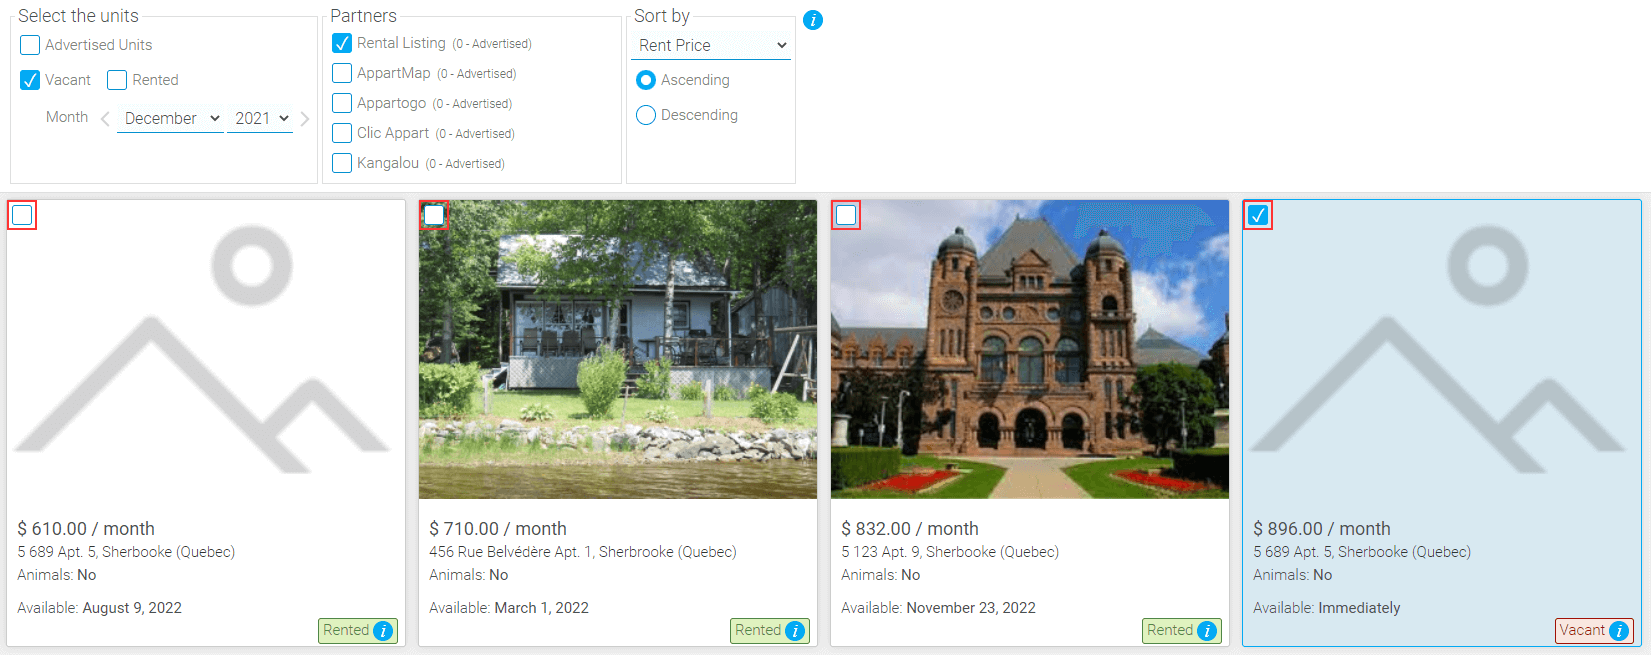 Select the units
Advertised Units
Vacant Rented
Month December 2021
Partners
Rental Listing (0 - Advertised)
AppartMap (0 - Advertised)
Appartogo (0 - Advertised)
Clic Appart (0 - Advertised)
Kangalou (0 - Advertised)
Sort by
Rent Price
Ascending
Descending
i
$ 610.00 / month
5 689 Apt. 5, Sherbooke (Quebec)
Animals: No
Available: August 9, 2022
Rented i
$ 710.00 / month
456 Rue Belvédère Apt. 1, Sherbrooke (Quebec)
Animals: No
Available: March 1, 2022
Rented i
$ 832.00 / month
5 123 Apt. 9, Sherbooke (Quebec)
Animals: No
Available: November 23, 2022
Rented i
$ 896.00 / month
5 689 Apt. 5, Sherbooke (Quebec)
Animals: No
Available: Immediately
Vacant i